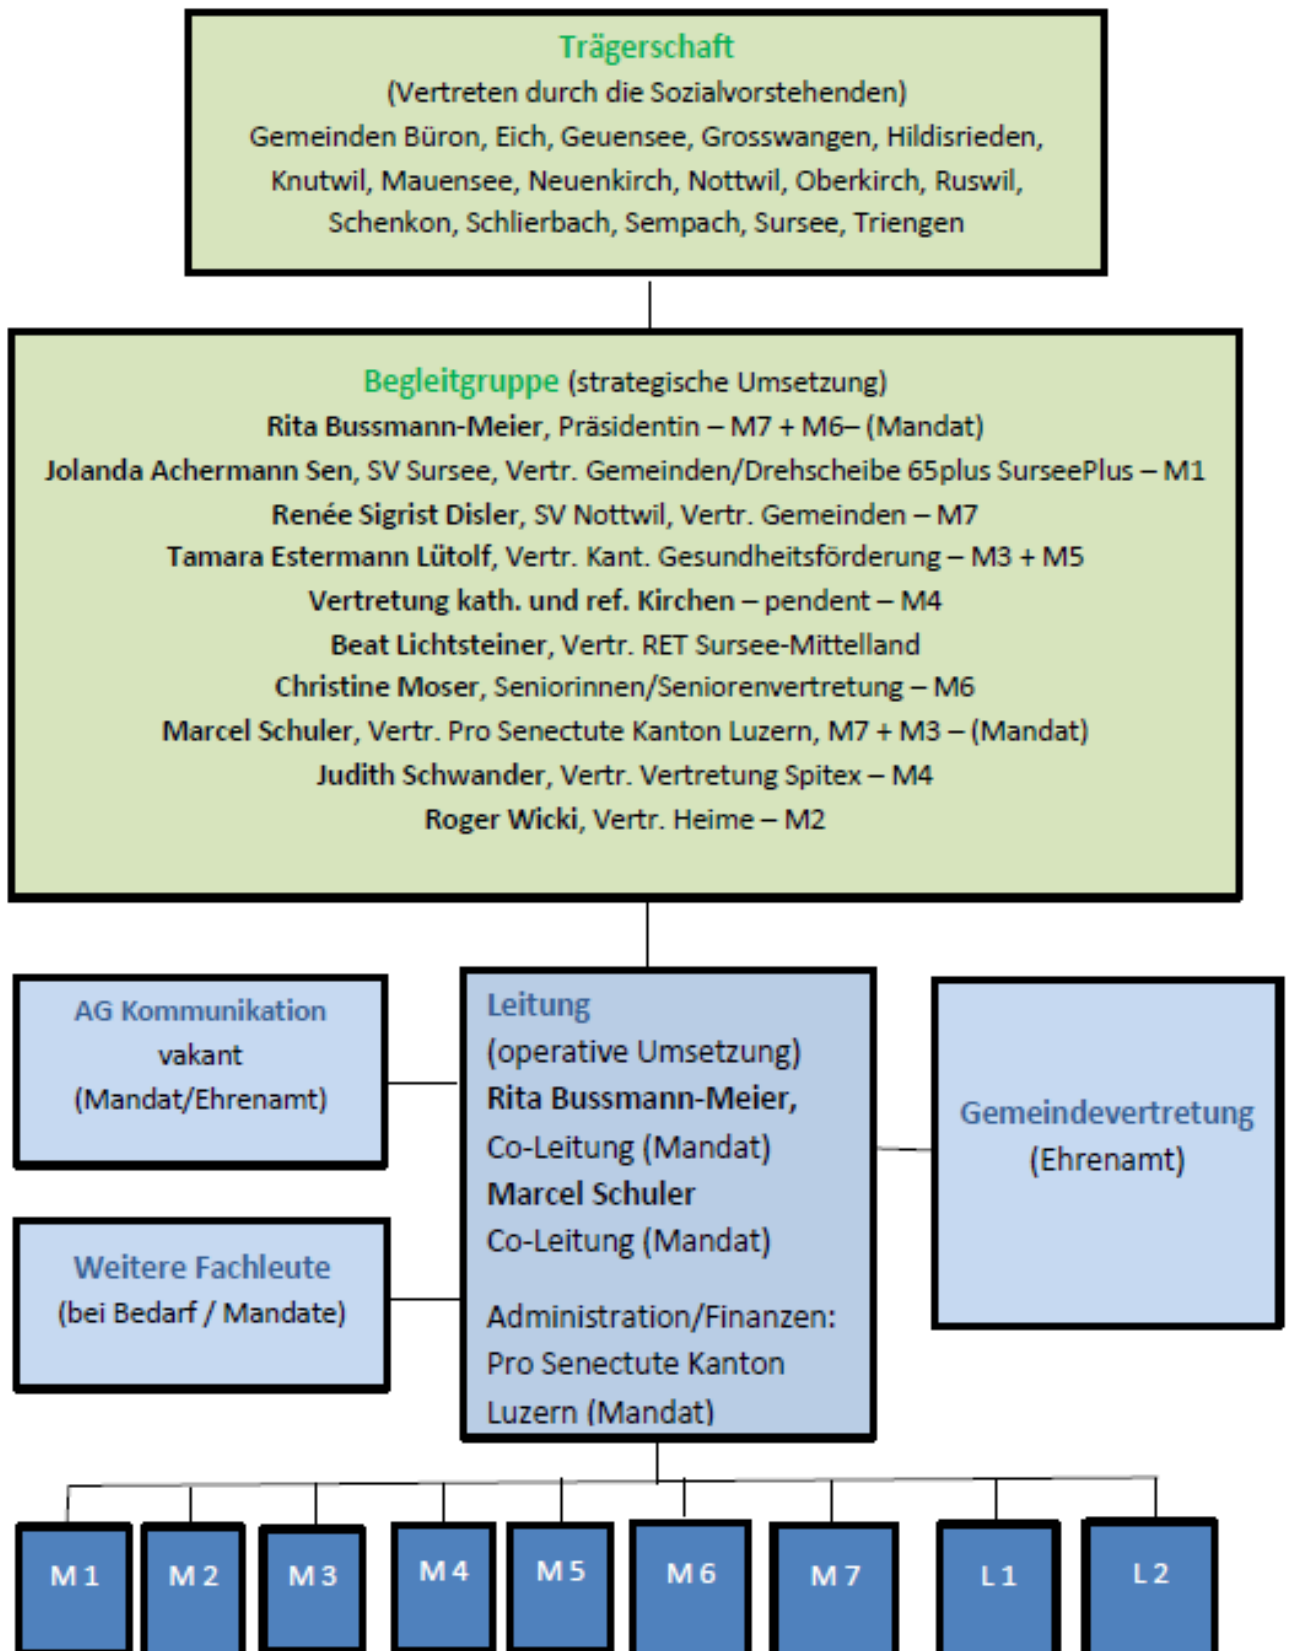 Trägerschaft
(Vertreten durch die Sozialvorstehenden)
Gemeinden Büron, Eich, Geuensee, Grosswangen, Hildisrieden,
Knutwil, Mauensee, Neuenkirch, Nottwil, Oberkirch, Ruswil,
Schenkon, Schlierbach, Sempach, Sursee, Triengen
Begleitgruppe (strategische Umsetzung)
Rita Bussmann-Meier, Präsidentin – M7 + M6– (Mandat)
Jolanda Achermann Sen, SV Sursee, Vertr. Gemeinden/Drehscheibe 65plus SurseePlus – M1
Renée Sigrist Disler, SV Nottwil, Vertr. Gemeinden – M7
Tamara Estermann Lütolf, Vertr. Kant. Gesundheitsförderung – M3 + M5
Vertretung kath. und ref. Kirchen – pendent – M4
Beat Lichtsteiner, Vertr. RET Sursee-Mittelland
Christine Moser, Seniorinnen/Seniorenvertretung – M6
Marcel Schuler, Vertr. Pro Senectute Kanton Luzern, M7 + M3 – (Mandat)
Judith Schwander, Vertr. Vertretung Spitex – M4
Roger Wicki, Vertr. Heime – M2
AG Kommunikation
vakant
(Mandat/Ehrenamt)
Weitere Fachleute
(bei Bedarf / Mandate)
Leitung
(operative Umsetzung)
Rita Bussmann-Meier,
Co-Leitung (Mandat)
Marcel Schuler
Co-Leitung (Mandat)
Administration/Finanzen:
Pro Senectute Kanton
Luzern (Mandat)
Gemeindevertretung
(Ehrenamt)
M 1
M 2
M 3
M 4
M 5
M 6
M 7
L 1
L 2